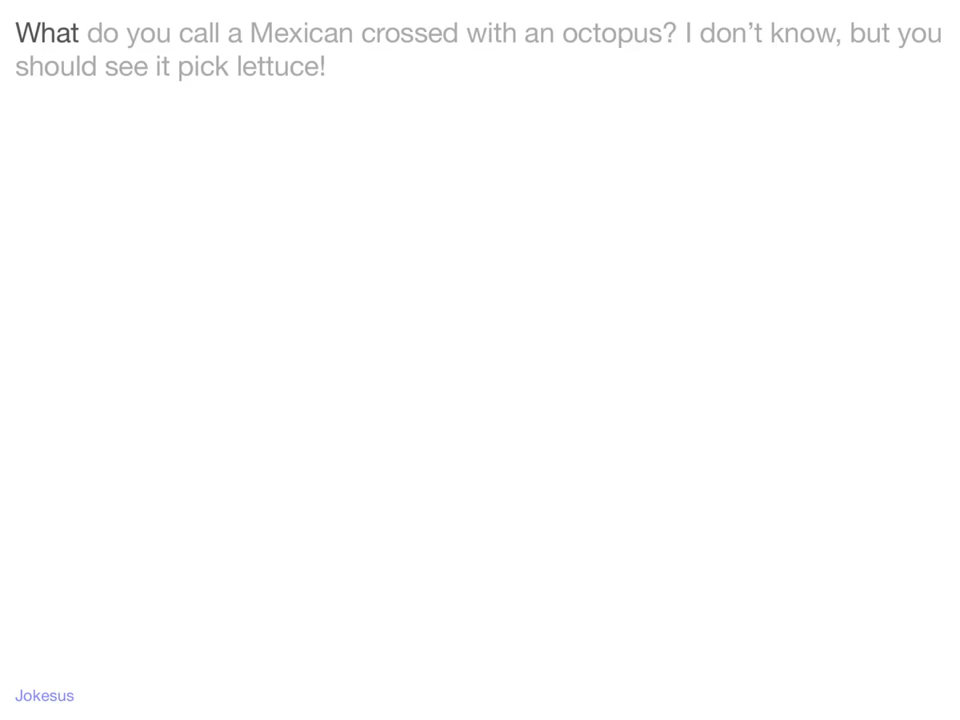 What do you call a Mexican crossed with an octopus? I don’t know, but you
should see it pick lettuce!
Jokesus